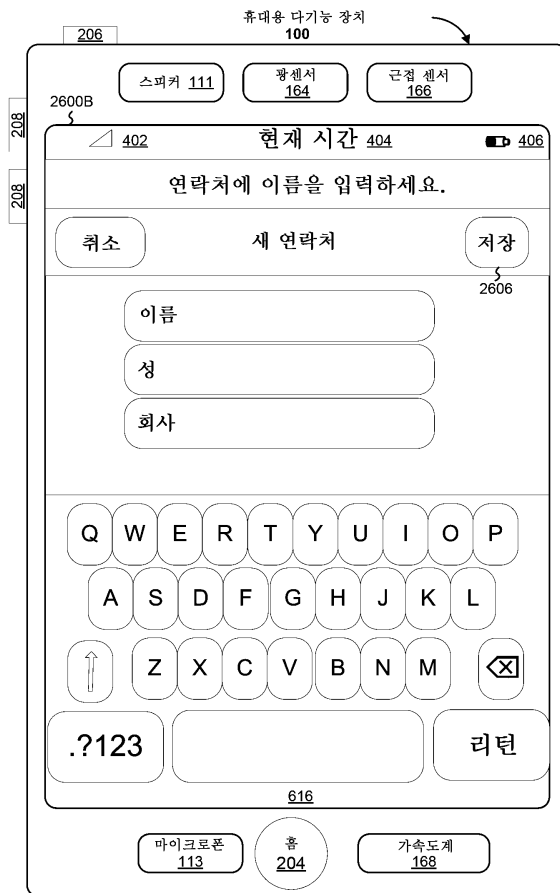 휴대용 다기능 장치
100
206
스피커 111
광센서
164
근접 센서
166
2600B
208
208
402
현재 시간 404
406
연락처에 이름을 입력하세요.
취소
새 연락처
저장
2606
이름
성
회사
Q W E R T Y U I O P
A S D F G H J K L
Z X C V B N M
.?123
리턴
616
마이크로폰
113
홈
204
가속도계
168